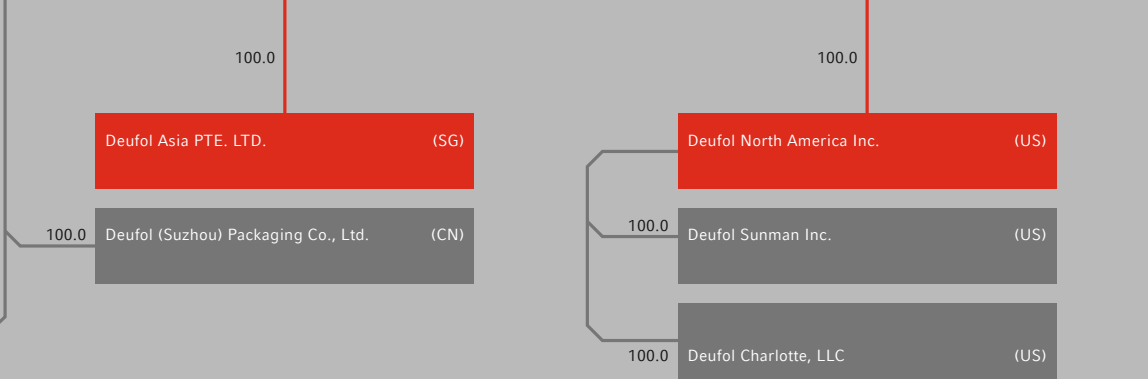 100.0
100.0
Deufol Asia PTE. LTD. (SG)
Deufol North America Inc. (US)
100.0 Deufol (Suzhou) Packaging Co., Ltd. (CN)
100.0 Deufol Sunman Inc. (US)
100.0 Deufol Charlotte, LLC (US)